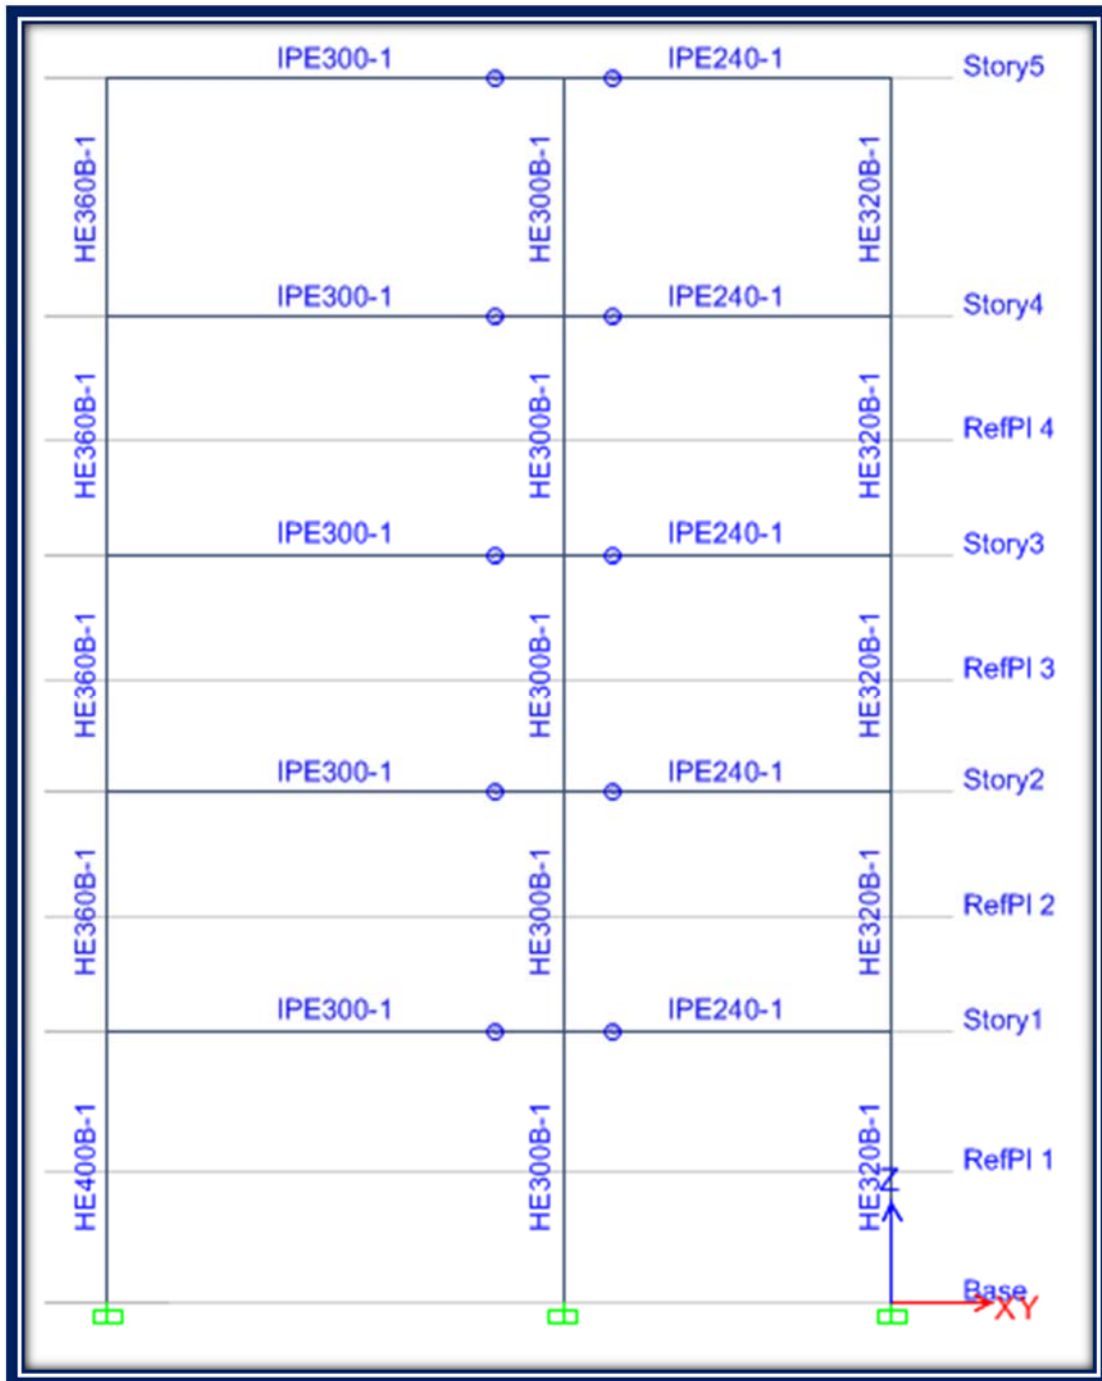 IPE300-1 IPE240-1 Story5
HE360B-1 HE300B-1 HE320B-1
IPE300-1 IPE240-1 Story4
HE360B-1 HE300B-1 HE320B-1 RefPl 4
IPE300-1 IPE240-1 Story3
HE360B-1 HE300B-1 HE320B-1 RefPl 3
IPE300-1 IPE240-1 Story2
HE360B-1 HE300B-1 HE320B-1 RefPl 2
IPE300-1 IPE240-1 Story1
HE400B-1 HE300B-1 HE320B-1 RefPl 1
Z
Base
XY